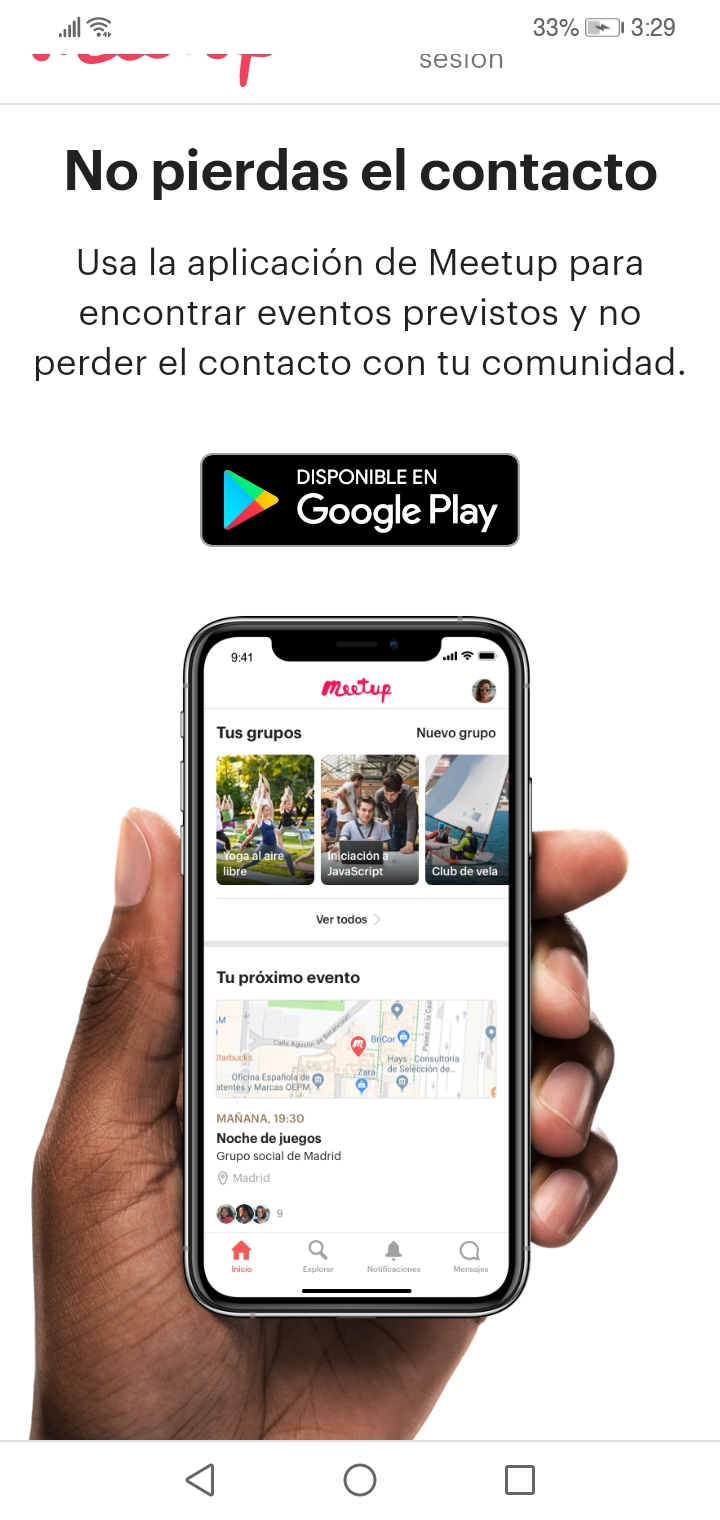 33% 3:29
sesión
No pierdas el contacto
Usa la aplicación de Meetup para
encontrar eventos previstos y no
perder el contacto con tu comunidad.
DISPONIBLE EN
Google Play
9:41
Meetup
Tus grupos Nuevo grupo
Yoga al aire
libre
Iniciación a
JavaScript
Club de vela
Ver todos
Tu próximo evento
Calle Agustín de Betancourt
BriCor
Starbucks
Hays - Consultoría
de Selección de...
Zara
Oficina Española de
atentes y Marcas OEPM
MAÑANA, 19:30
Noche de juegos
Grupo social de Madrid
Madrid
9
Inicio Explorar Notificaciones Mensajes